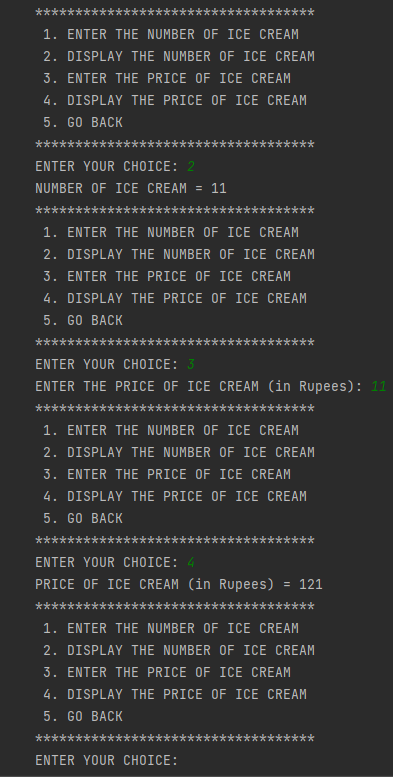 ***********************************
1. ENTER THE NUMBER OF ICE CREAM
2. DISPLAY THE NUMBER OF ICE CREAM
3. ENTER THE PRICE OF ICE CREAM
4. DISPLAY THE PRICE OF ICE CREAM
5. GO BACK
***********************************
ENTER YOUR CHOICE: 2
NUMBER OF ICE CREAM = 11
***********************************
1. ENTER THE NUMBER OF ICE CREAM
2. DISPLAY THE NUMBER OF ICE CREAM
3. ENTER THE PRICE OF ICE CREAM
4. DISPLAY THE PRICE OF ICE CREAM
5. GO BACK
***********************************
ENTER YOUR CHOICE: 3
ENTER THE PRICE OF ICE CREAM (in Rupees): 11
***********************************
1. ENTER THE NUMBER OF ICE CREAM
2. DISPLAY THE NUMBER OF ICE CREAM
3. ENTER THE PRICE OF ICE CREAM
4. DISPLAY THE PRICE OF ICE CREAM
5. GO BACK
***********************************
ENTER YOUR CHOICE: 4
PRICE OF ICE CREAM (in Rupees) = 121
***********************************
1. ENTER THE NUMBER OF ICE CREAM
2. DISPLAY THE NUMBER OF ICE CREAM
3. ENTER THE PRICE OF ICE CREAM
4. DISPLAY THE PRICE OF ICE CREAM
5. GO BACK
***********************************
ENTER YOUR CHOICE: